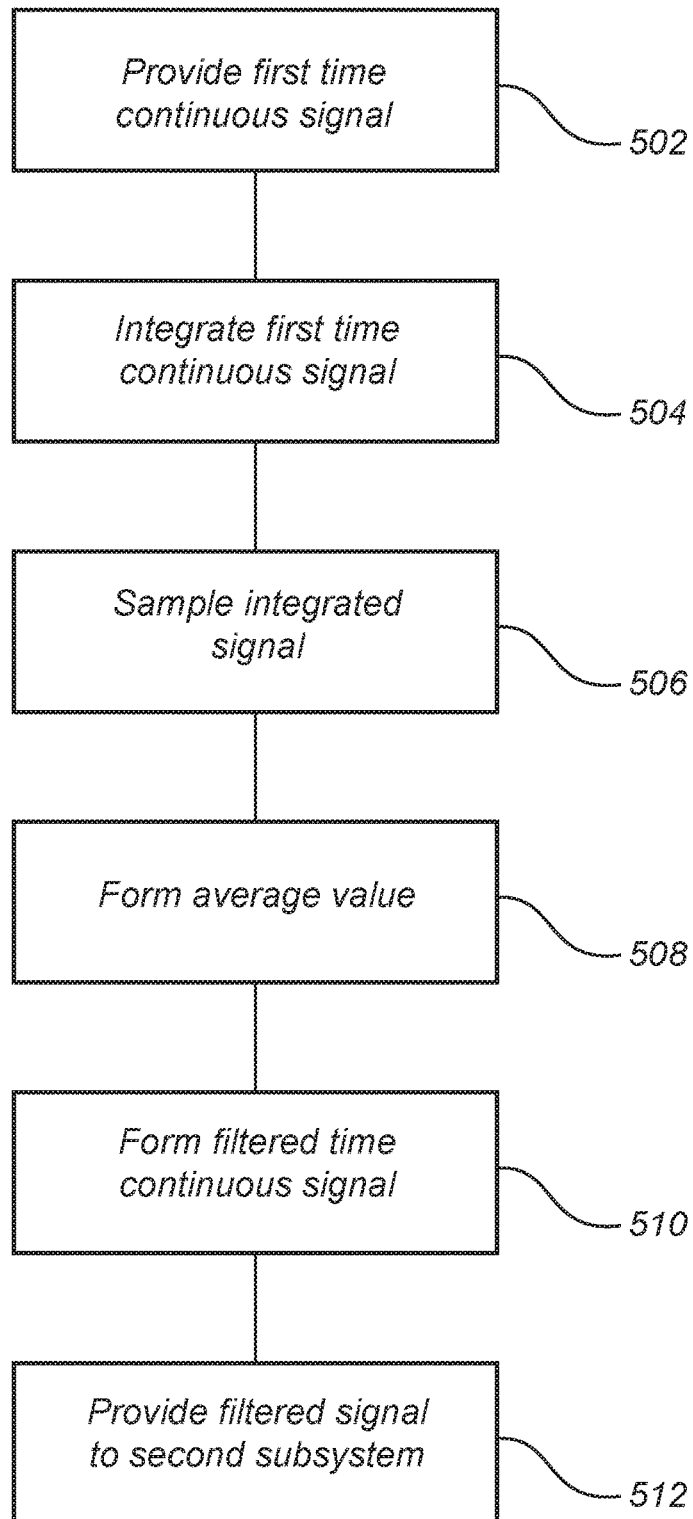 Provide first time
continuous signal
502
Integrate first time
continuous signal
504
Sample integrated
signal
506
Form average value
508
Form filtered time
continuous signal
510
Provide filtered signal
to second subsystem
512